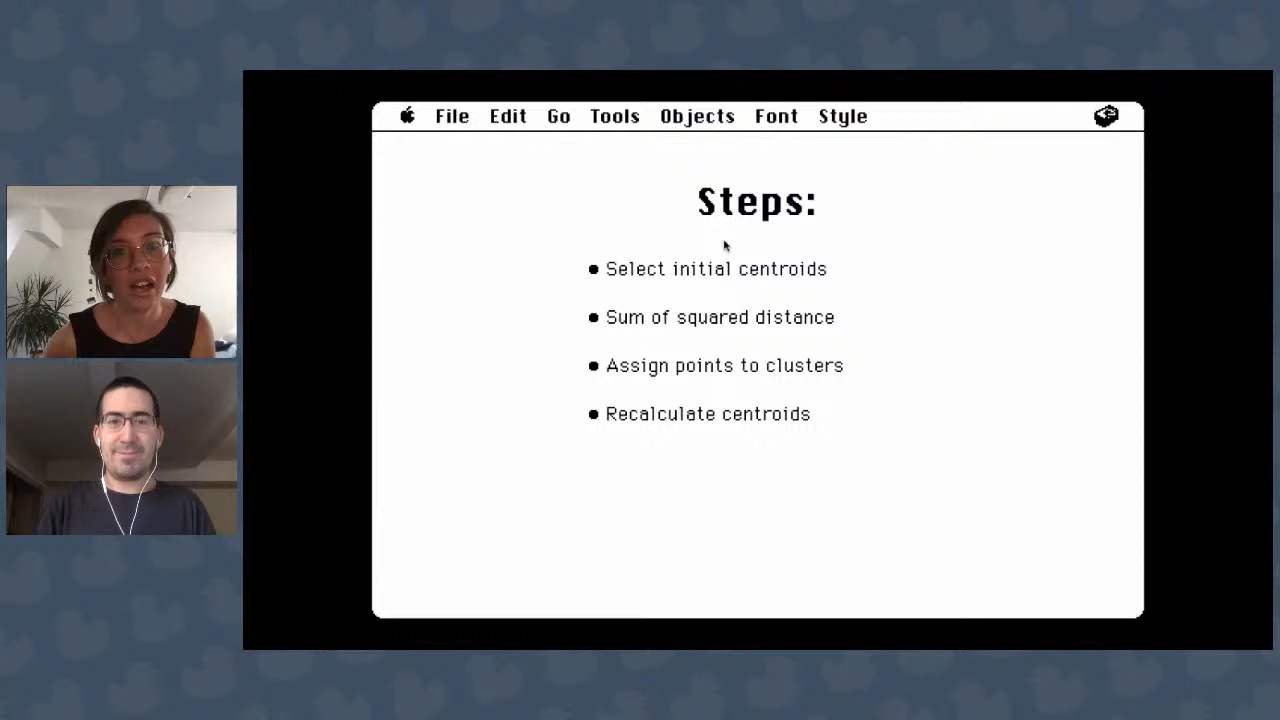 File Edit Go Tools Objects Font Style
Steps:
Select initial centroids
Sum of squared distance
Assign points to clusters
Recalculate centroids